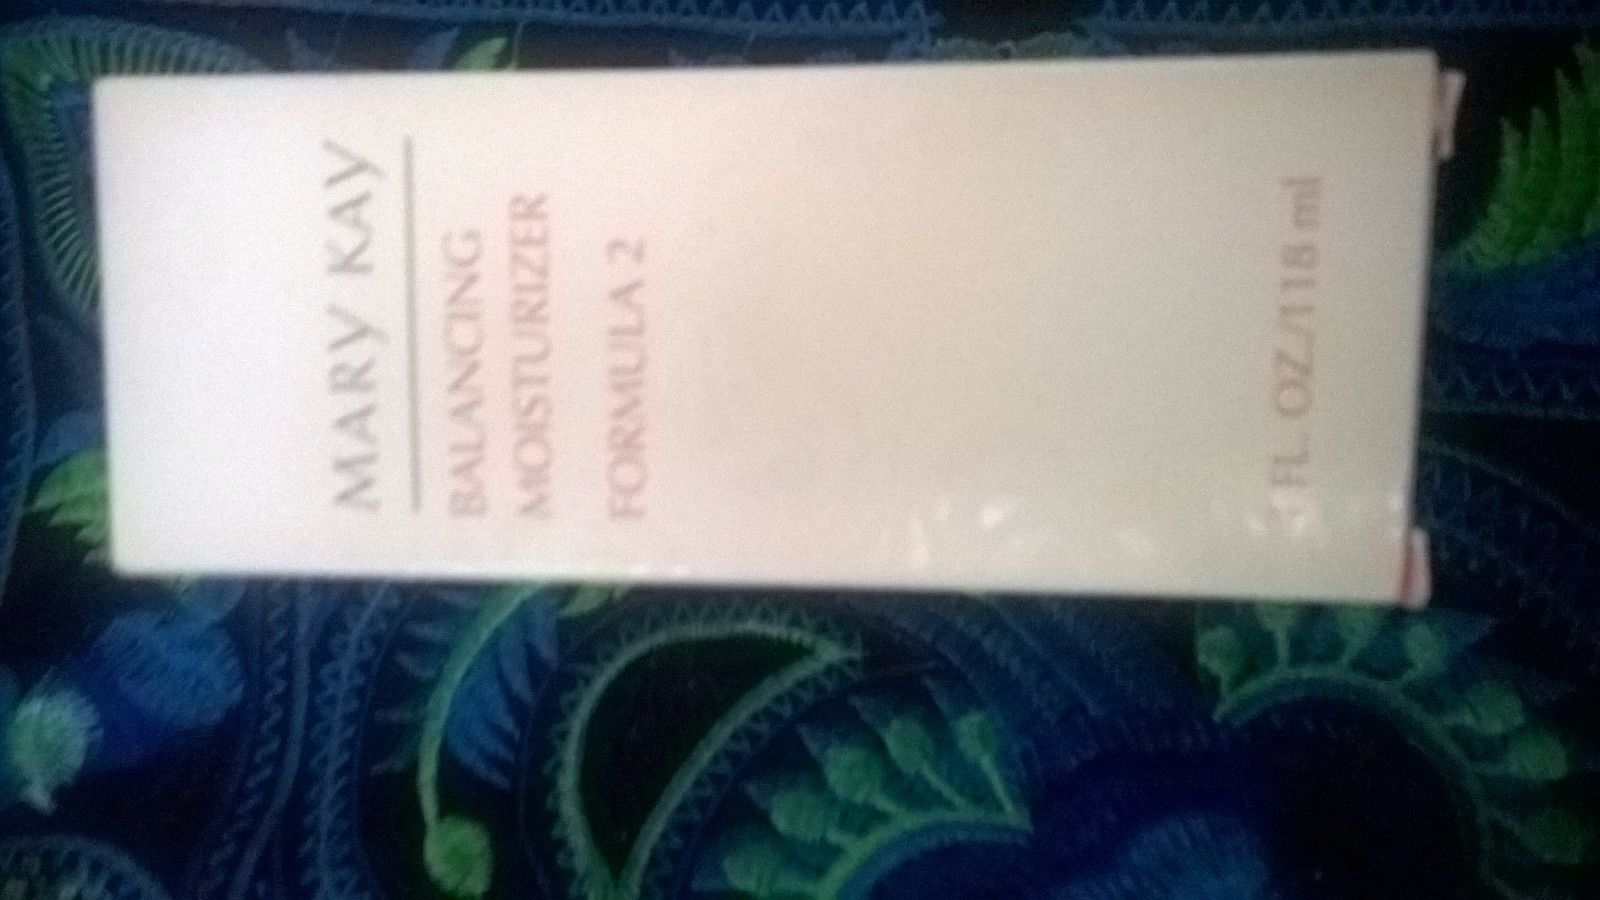 MARY KAY
BALANCING
MOISTURIZER
FORMULA 2
FL. OZ./118 ml